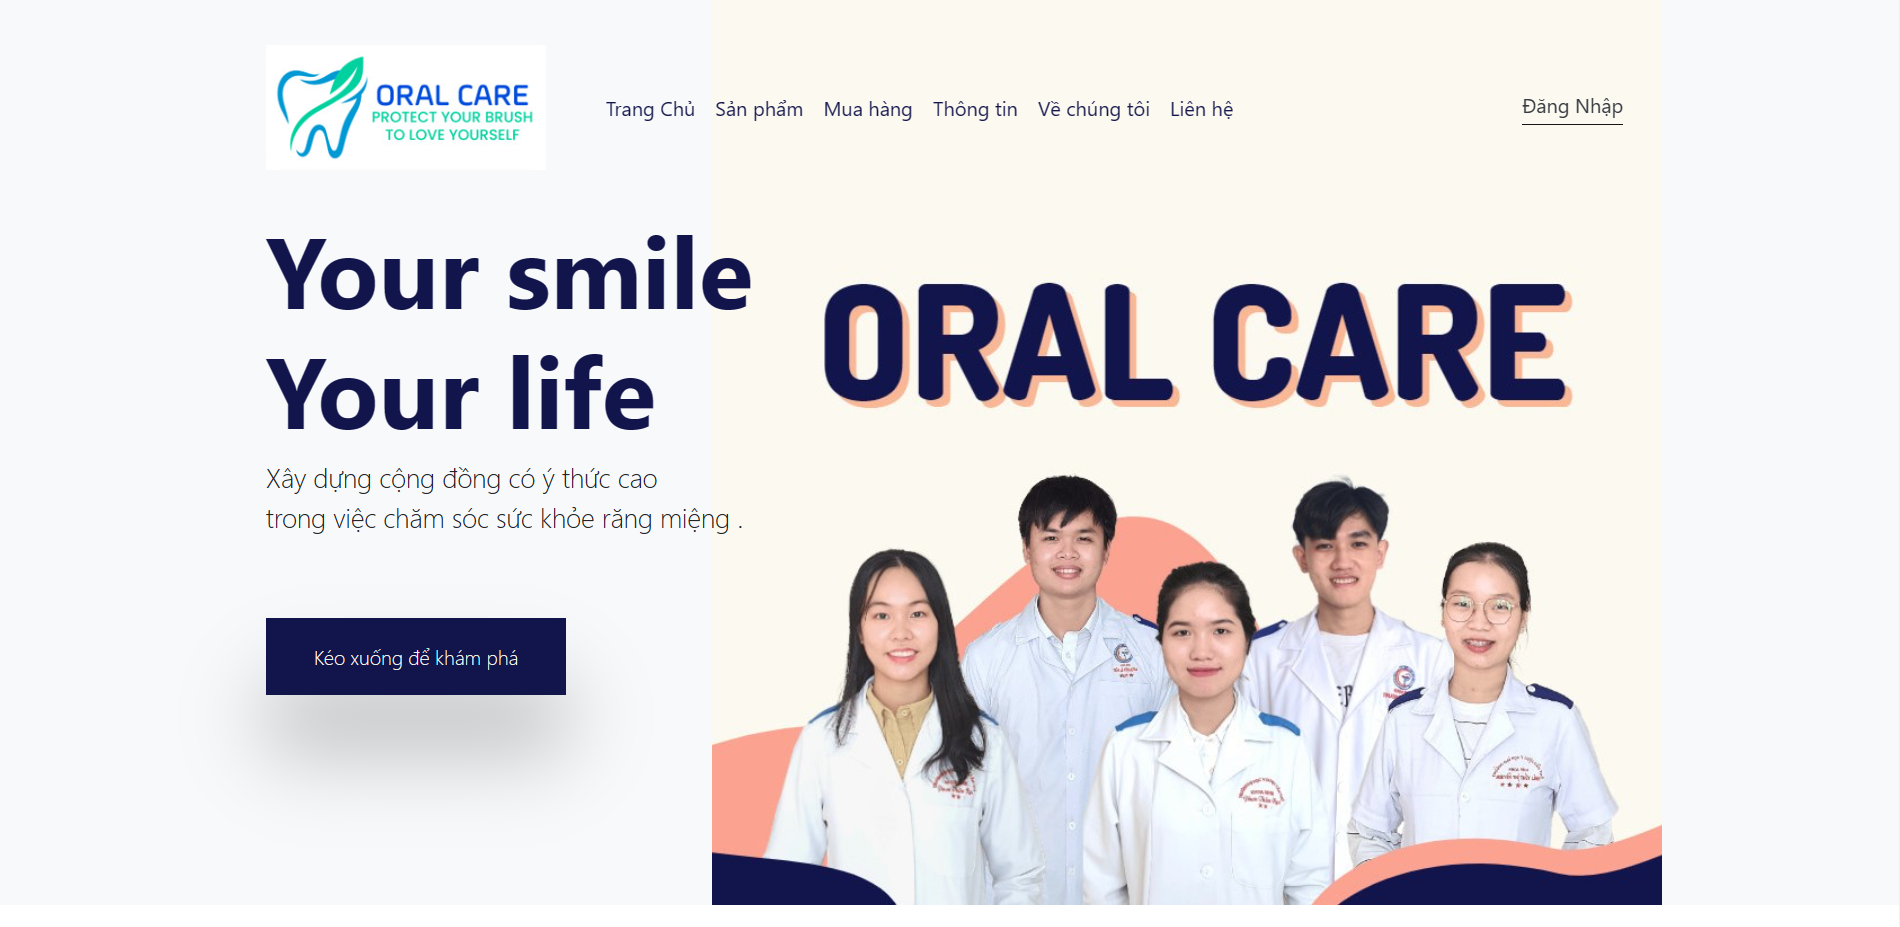 ORAL CARE
PROTECT YOUR BRUSH
TO LOVE YOURSELF
Trang Chủ Sản phẩm Mua hàng Thông tin Về chúng tôi Liên hệ
Đăng Nhập
Your smile
Your life
Xây dựng cộng đồng có ý thức cao
trong việc chăm sóc sức khỏe răng miệng .
Kéo xuống để khám phá
ORAL CARE